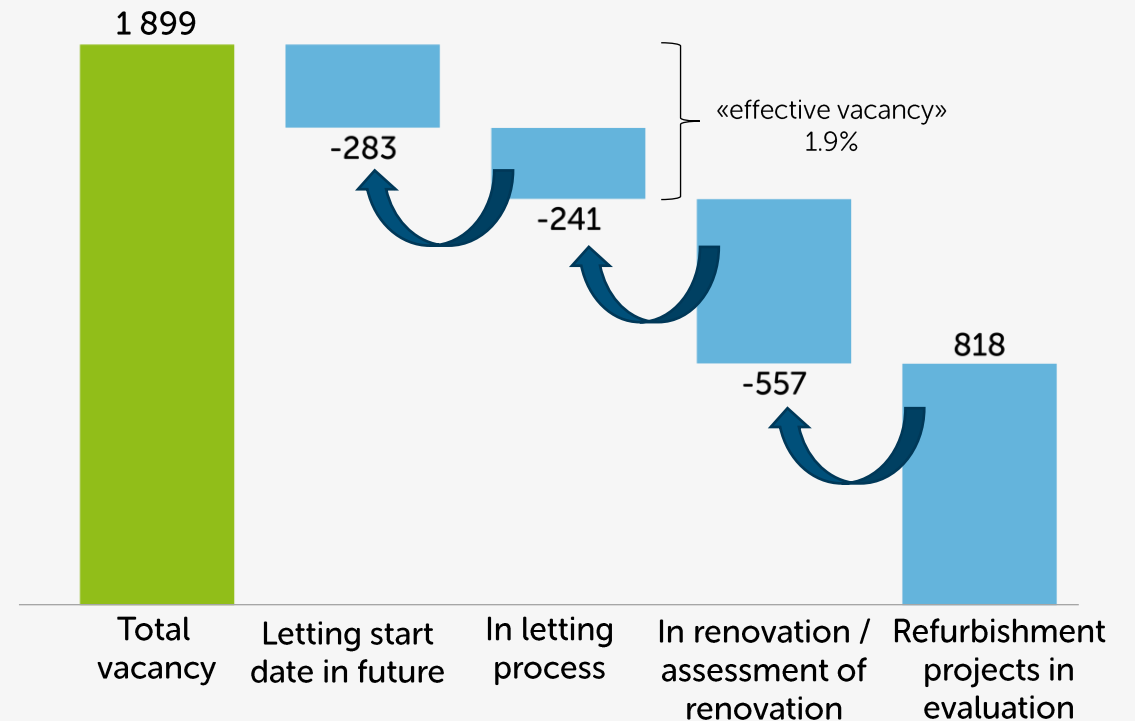 1 899
-283
-241
-557
818
«effective vacancy»
1.9%
Total
vacancy
Letting start
date in future
In letting
process
In renovation /
assessment of
renovation
Refurbishment
projects in
evaluation